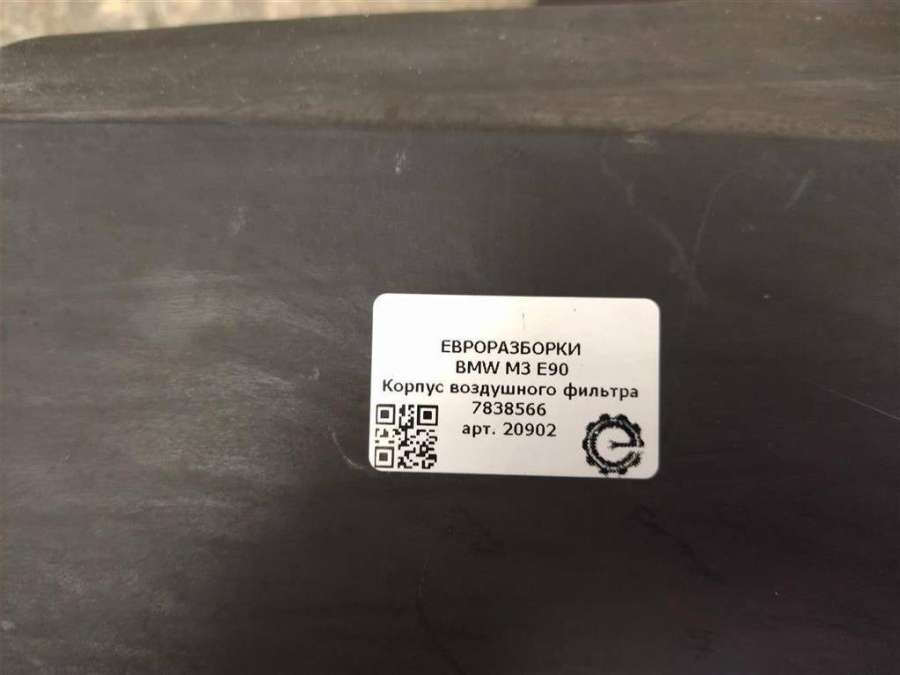 ЕВРОРАЗБОРКИ
BMW M3 E90
Корпус воздушного фильтра
7838566
арт. 20902